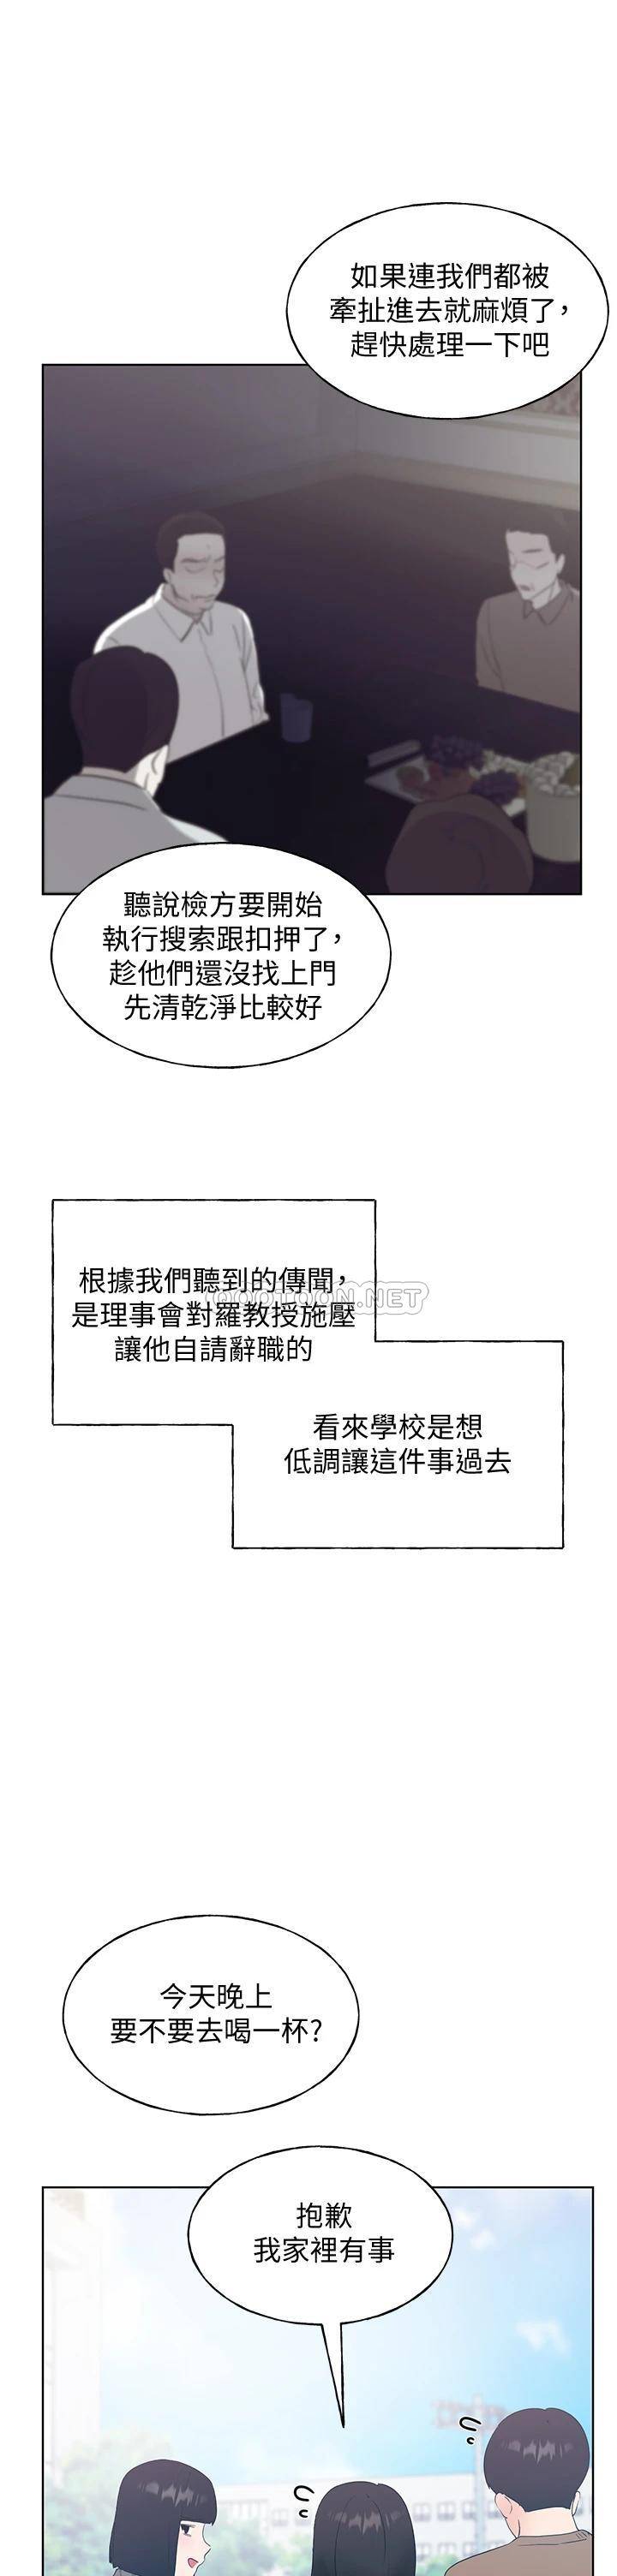 如果連我們都被
牽扯進去就麻煩了,
趕快處理一下吧
聽說檢方要開始
執行搜索跟扣押了,
趁他們還沒找上門
先清乾淨比較好
根據我們聽到的傳聞,
TOPTOON.NET
是理事會對羅教授施壓
讓他自請辭職的
看來學校是想
低調讓這件事過去
今天晚上
要不要去喝一杯?
抱歉
我家裡有事